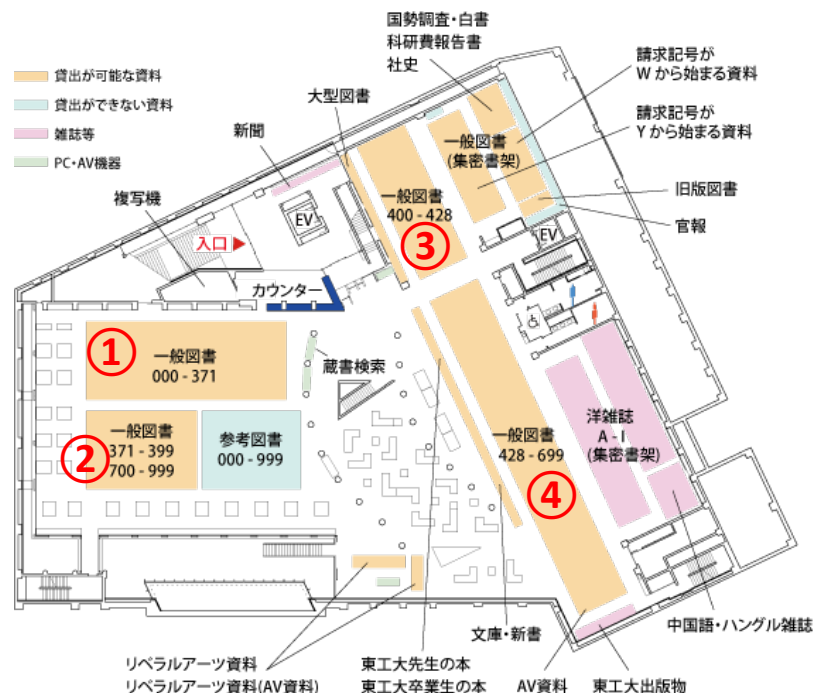 貸出が可能な資料
貸出ができない資料
雑誌等
PC・AV機器
国勢調査・白書
科研費報告書
社史
請求記号が
W から始まる資料
請求記号が
Y から始まる資料
大型図書
新聞
複写機
一般図書
(集密書架)
旧版図書
官報
一般図書
400 - 428
③
EV
EV
入口
カウンター
①
一般図書
000 - 371
蔵書検索
②
一般図書
371 - 399
700 - 999
参考図書
000 - 999
一般図書
428 - 699
④
洋雑誌
A - I
(集密書架)
文庫・新書
中国語・ハングル雑誌
リベラルアーツ資料
リベラルアーツ資料(AV資料)
東工大先生の本
東工大卒業生の本
AV資料
東工大出版物